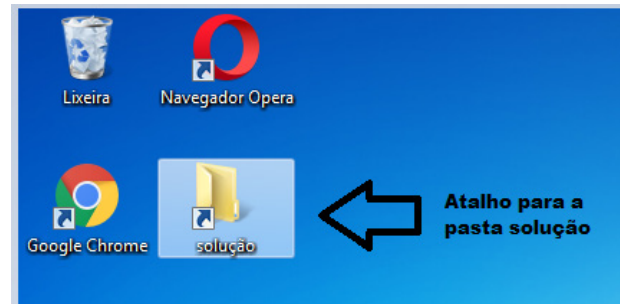 Lixeira
Navegador Opera
Google Chrome
solução
Atalho para a
pasta solução